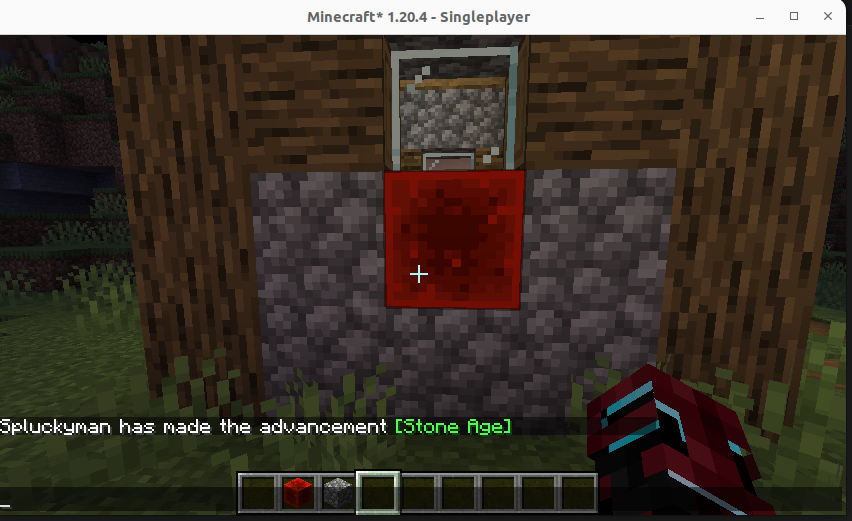 Minecraft* 1.20.4 - Singleplayer
Spluckyman has made the advancement [Stone Age]
_